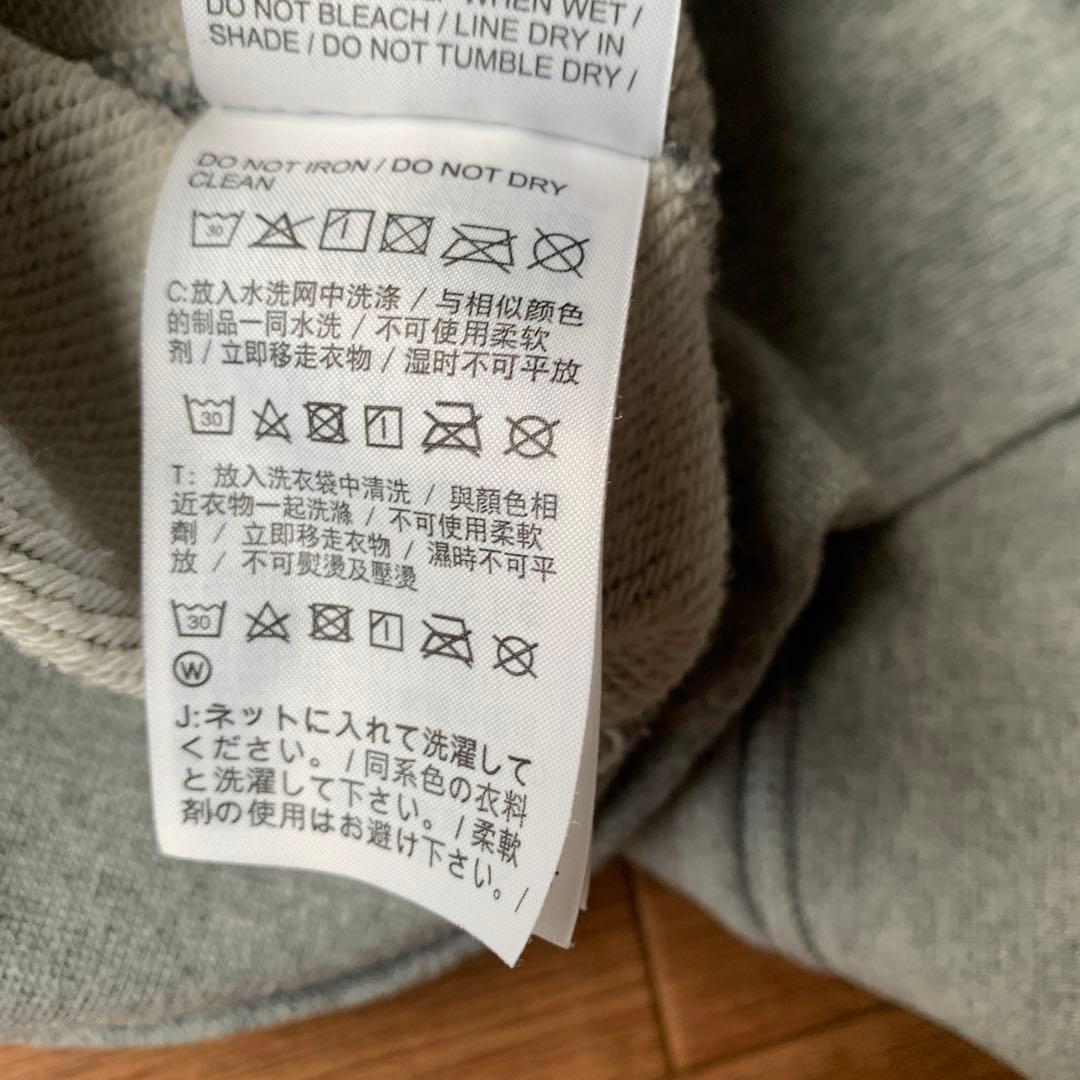 WHEN WET /
DO NOT BLEACH / LINE DRY IN
SHADE / DO NOT TUMBLE DRY /
DO NOT IRON / DO NOT DRY
CLEAN
30
C:放入水洗网中洗涤 / 与相似颜色
的制品一同水洗 / 不可使用柔软
剂 / 立即移走衣物 / 湿时不可平放
30
T: 放入洗衣袋中清洗 / 與顏色相
近衣物一起洗滌 / 不可使用柔軟
劑 / 立即移走衣物 / 濕時不可平
放 / 不可熨燙及壓燙
30
W
J:ネットに入れて洗濯して
ください。/ 同系色の衣料
と洗濯して下さい。/ 柔軟
剤の使用はお避け下さい。/